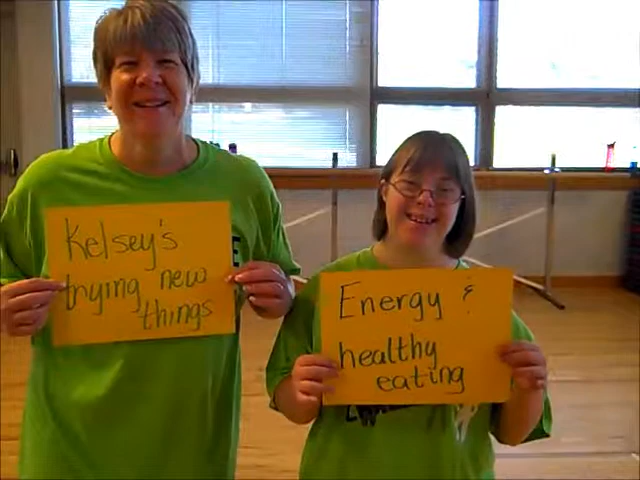 Kelsey's
trying new
things
Energy &
healthy
eating